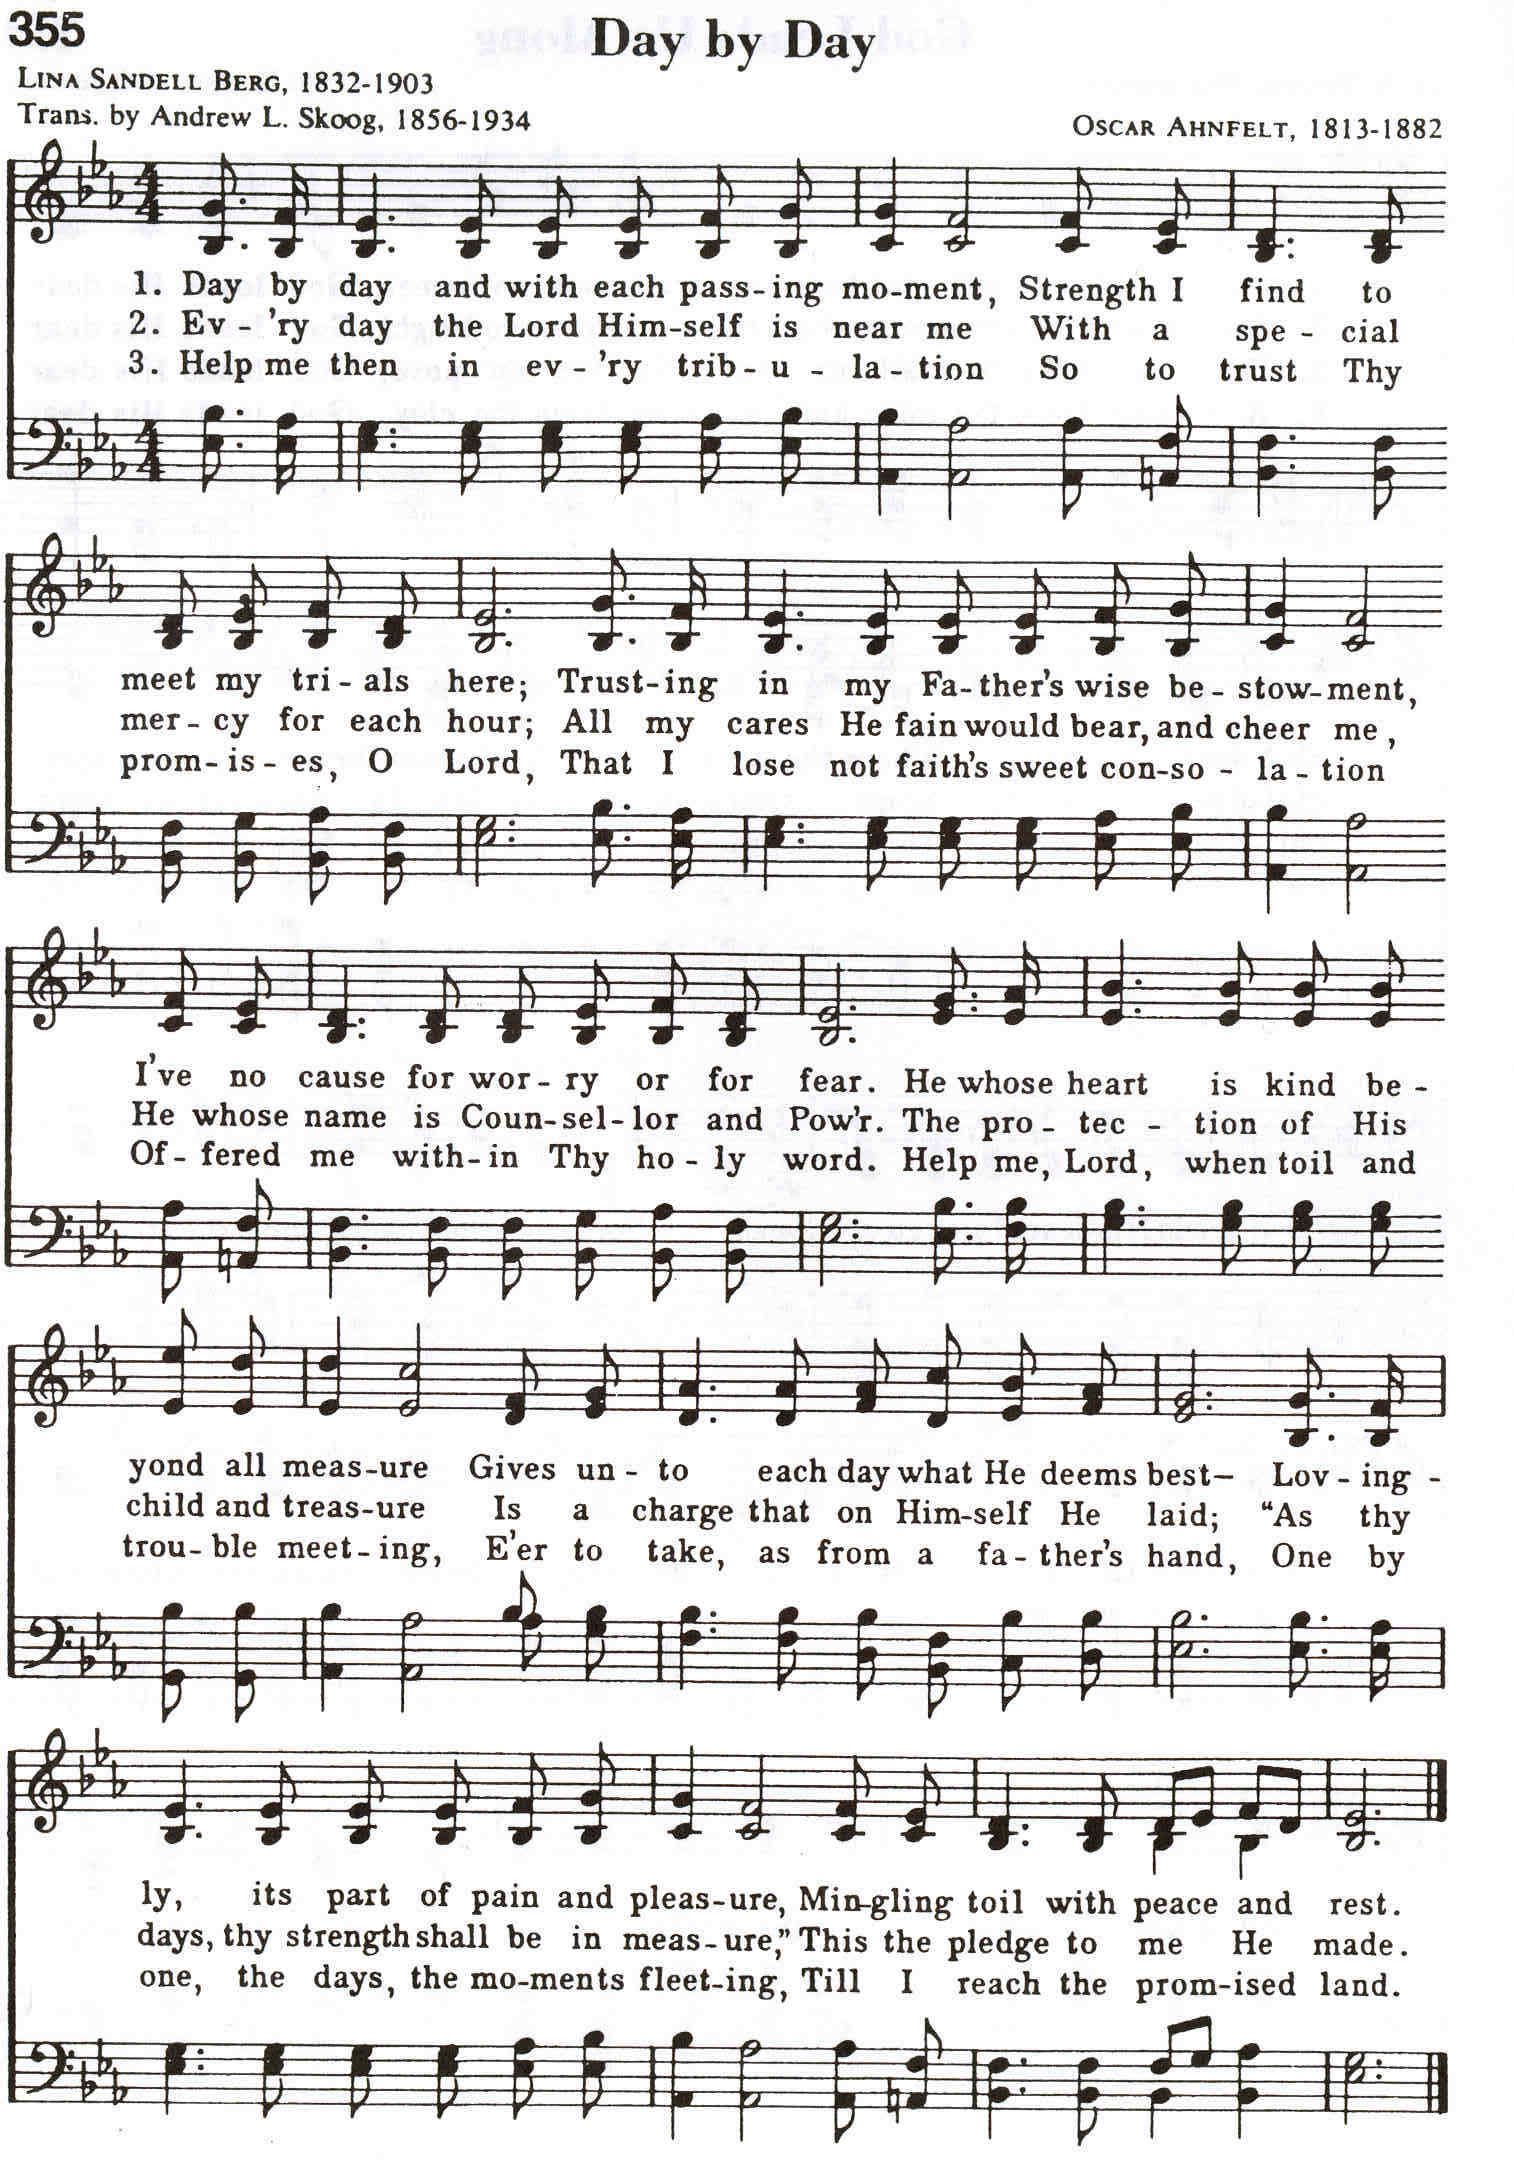 355
Day by Day
LINA SANDELL BERG, 1832-1903
Trans. by Andrew L. Skoog, 1856-1934
OSCAR AHNFELT, 1813-1882
4
4
1. Day by day and with each pass-ing mo-ment, Strength I find to
2. Ev-'ry day the Lord Him-self is near me With a spe-cial
3. Help me then in ev-'ry trib-u-la-tion So to trust Thy
4
4
meet my tri-als here; Trust-ing in my Fa-ther's wise be-stow-ment,
mer-cy for each hour; All my cares He fain would bear, and cheer me,
prom-is-es, O Lord, That I lose not faith's sweet con-so-la-tion
I've no cause for wor-ry or for fear. He whose heart is kind be-
He whose name is Coun-sel-lor and Pow'r. The pro-tec-tion of His
Of-fered me with-in Thy ho-ly word. Help me, Lord, when toil and
yond all meas-ure Gives un-to each day what He deems best— Lov-ing-
child and treas-ure Is a charge that on Him-self He laid; "As thy
trou-ble meet-ing, E'er to take, as from a fa-ther's hand, One by
ly, its part of pain and pleas-ure, Min-gling toil with peace and rest.
days, thy strength shall be in meas-ure," This the pledge to me He made.
one, the days, the mo-ments fleet-ing, Till I reach the prom-ised land.